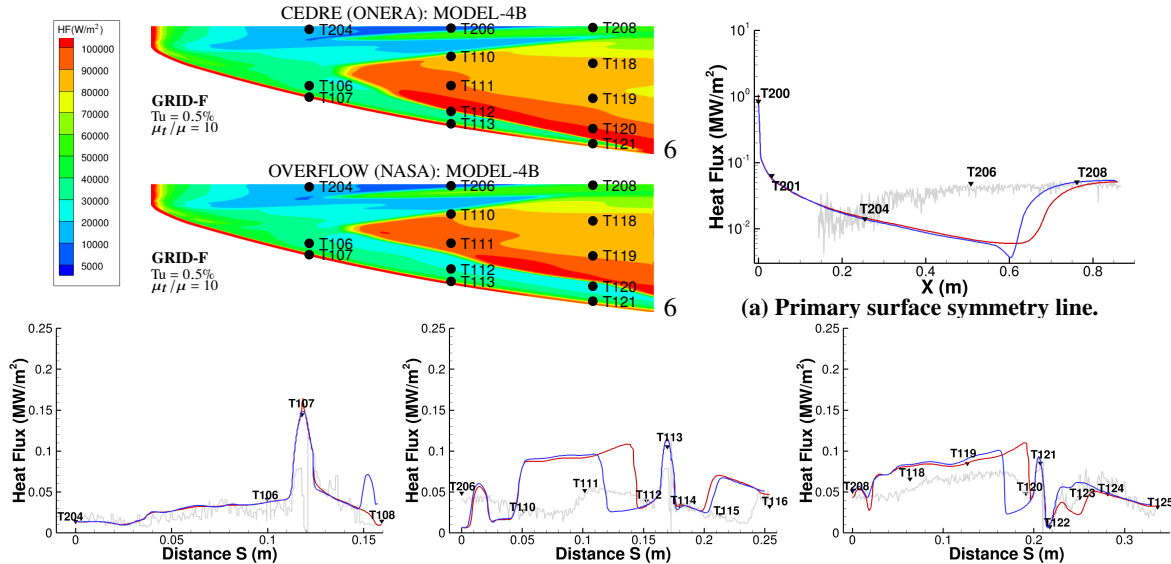 CEDRE (ONERA): MODEL-4B
HF(W/m²)
100000
90000
80000
70000
60000
50000
40000
30000
20000
10000
5000
T204
T206
T208
T110
T118
T106
T111
T107
T119
T112
T113
T120
T121
GRID-F
Tu = 0.5%
μt/μ = 10
6
OVERFLOW (NASA): MODEL-4B
T204
T206
T208
T110
T118
T106
T111
T107
T119
T112
T113
T120
T121
GRID-F
Tu = 0.5%
μt/μ = 10
6
Heat Flux (MW/m²)
10¹
10⁰
10⁻¹
10⁻²
T200
T201
T204
T206
T208
0 0.2 0.4 0.6 0.8
X (m)
(a) Primary surface symmetry line.
Heat Flux (MW/m²)
0.25
0.2
0.15
0.1
0.05
0
T204
T106
T107
T108
0 0.05 0.1 0.15
Distance S (m)
Heat Flux (MW/m²)
0.25
0.2
0.15
0.1
0.05
0
T206
T110
T111
T112
T113
T114
T115
T116
0 0.05 0.1 0.15 0.2 0.25
Distance S (m)
Heat Flux (MW/m²)
0.25
0.2
0.15
0.1
0.05
0
T208
T118
T119
T120
T121
T122
T123
T124
T125
0 0.1 0.2 0.3
Distance S (m)